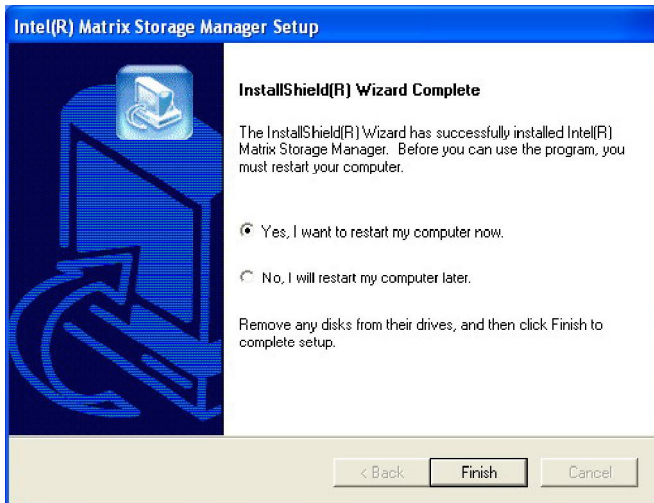 Intel(R) Matrix Storage Manager Setup
InstallShield(R) Wizard Complete
The InstallShield(R) Wizard has successfully installed Intel(R)
Matrix Storage Manager. Before you can use the program, you
must restart your computer.
Yes, I want to restart my computer now.
No, I will restart my computer later.
Remove any disks from their drives, and then click Finish to
complete setup.
< Back Finish Cancel